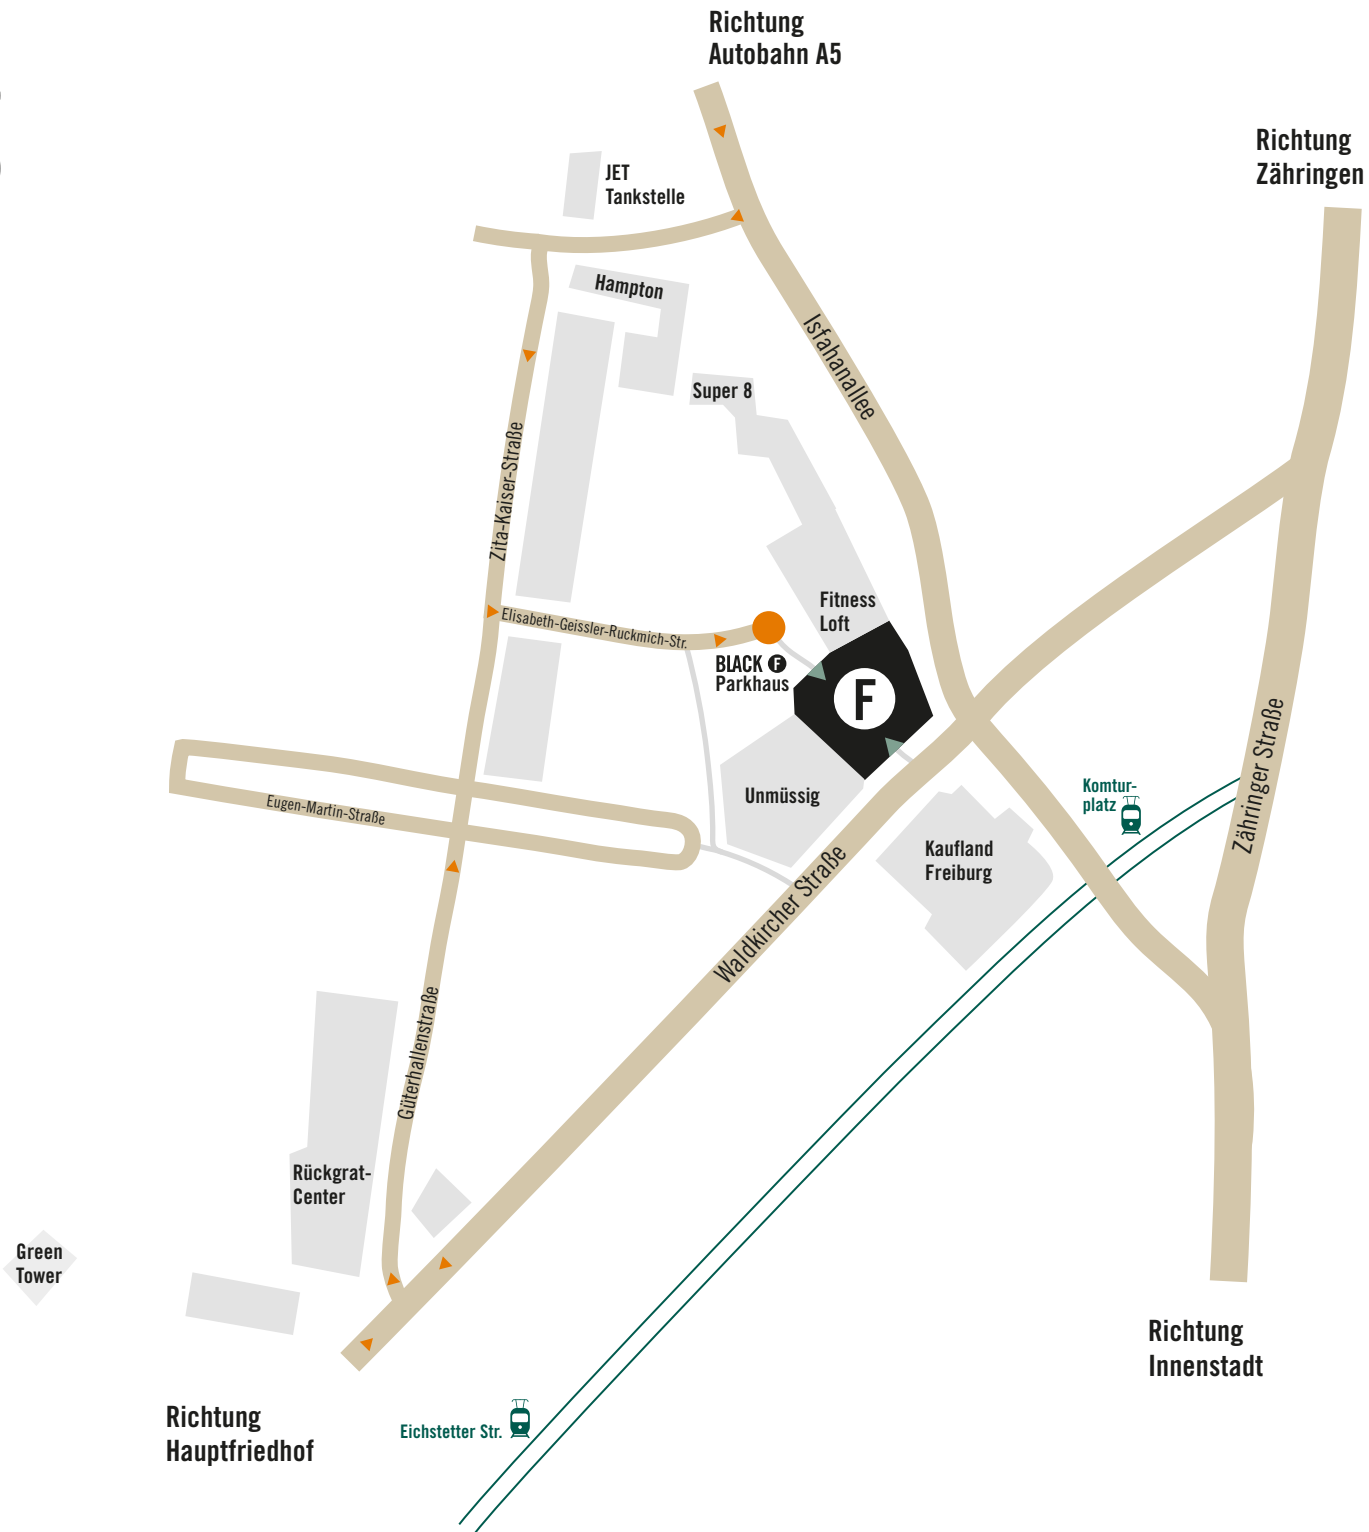 Richtung
Autobahn A5
Richtung
Zähringen
JET
Tankstelle
Hampton
Super 8
Isfahanallee
Zita-Kaiser-Straße
Elisabeth-Geissler-Ruckmich-Str.
Fitness
Loft
BLACK F
Parkhaus
F
Unmüssig
Eugen-Martin-Straße
Komtur-
platz
Zähringer Straße
Kaufland
Freiburg
Waldkircher Straße
Güterhallenstraße
Rückgrat-
Center
Green
Tower
Richtung
Innenstadt
Richtung
Hauptfriedhof
Eichstetter Str.